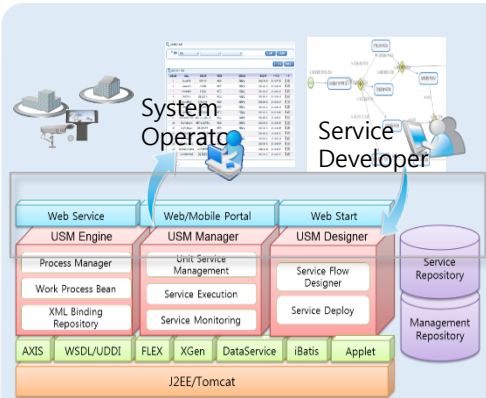 System
Operato
Service
Developer
Web Service
Web/Mobile Portal
Web Start
USM Engine
USM Manager
USM Designer
Process Manager
Work Process Bean
XML Binding
Repository
Unit Service
Management
Service Execution
Service Monitoring
Service Flow
Designer
Service Deploy
Service
Repository
Management
Repository
AXIS
WSDL/UDDI
FLEX
XGen
DataService
iBatis
Applet
J2EE/Tomcat